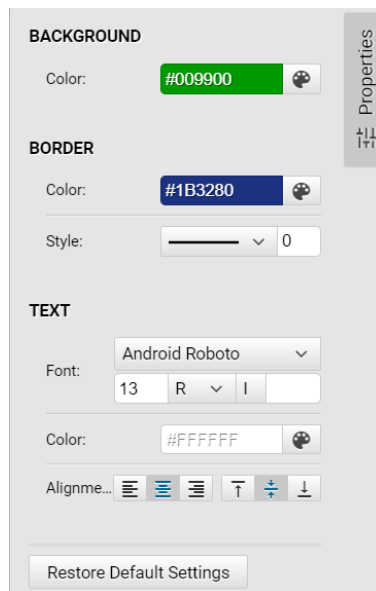 BACKGROUND
Color: #009900
BORDER
Color: #1B3280
Style: 0
TEXT
Font: Android Roboto
13 R I
Color: #FFFFFF
Alignme...
Restore Default Settings
Properties